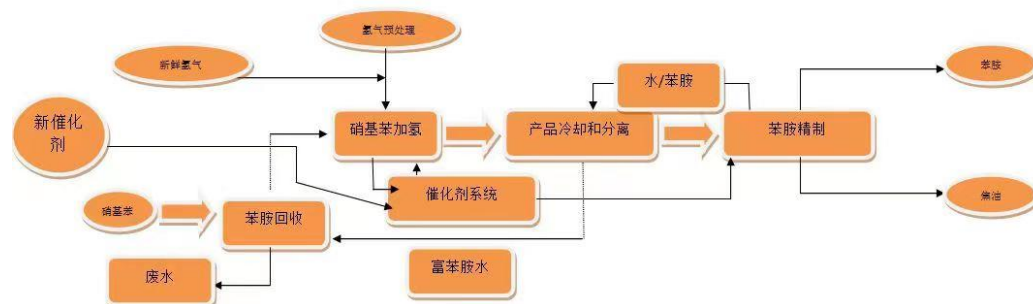 氢气预处理
新鲜氢气
苯胺
水/苯胺
新催化
剂
硝基苯加氢
产品冷却和分离
苯胺精制
催化剂系统
硝基苯
苯胺回收
焦油
富苯胺水
废水